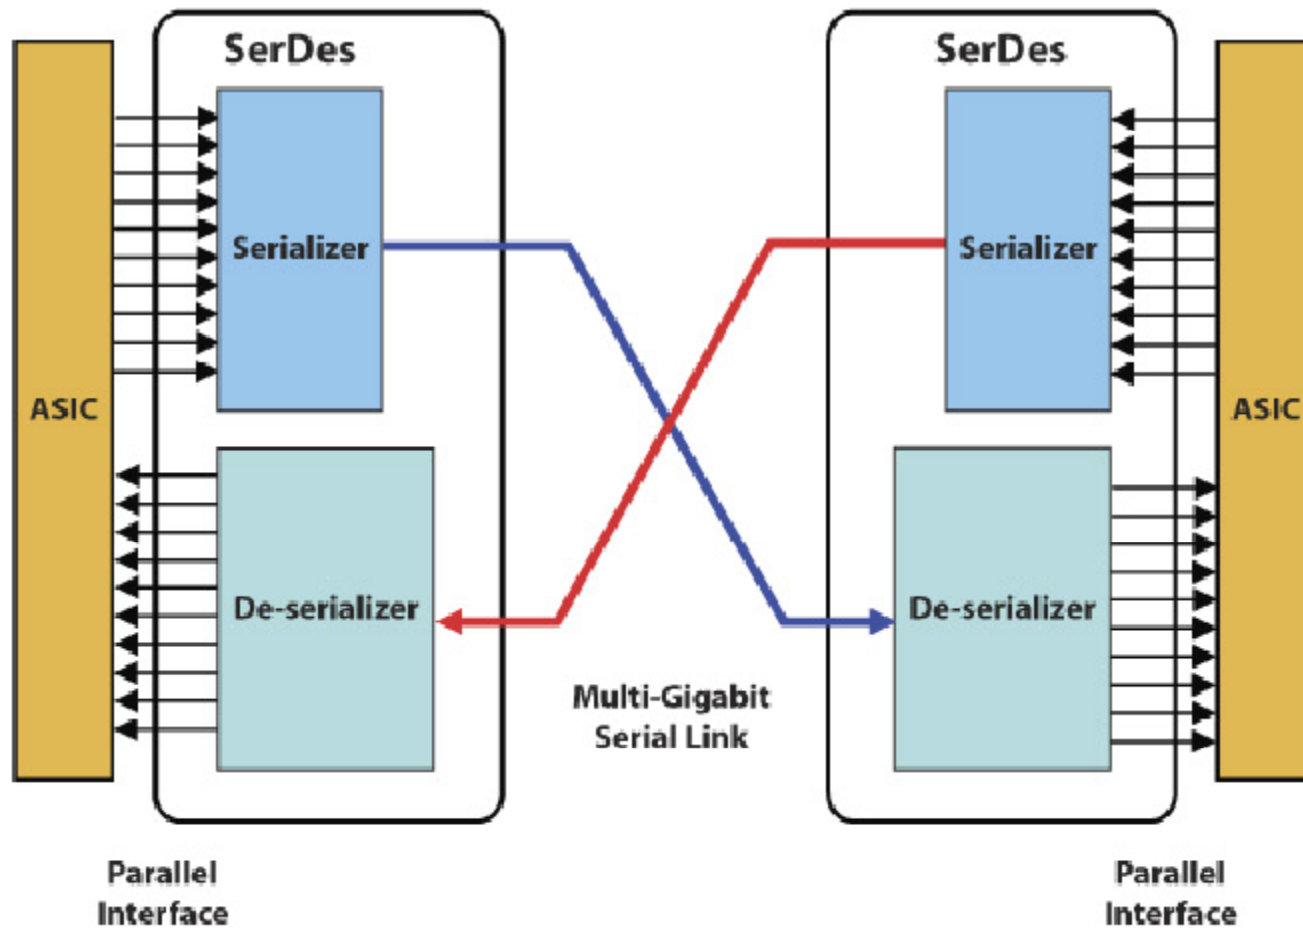 SerDes
SerDes
Serializer
Serializer
ASIC
ASIC
De-serializer
De-serializer
Multi-Gigabit
Serial Link
Parallel
Interface
Parallel
Interface